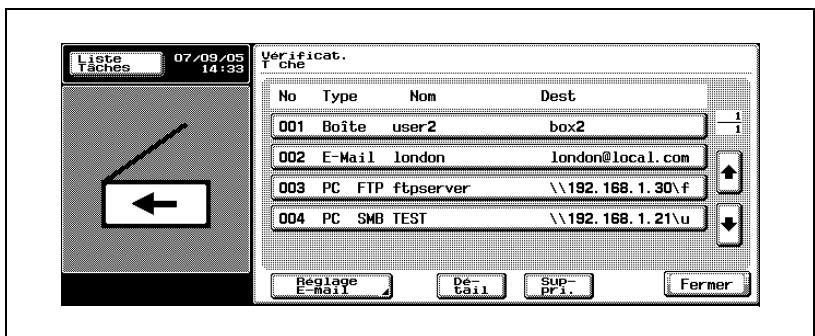 Liste
Tâches
07/09/05
14:33
Vérificat.
T che
No Type Nom Dest
001 Boîte user2 box2
1
1
002 E-Mail london london@local.com
003 PC FTP ftpserver \\192.168.1.30\f
004 PC SMB TEST \\192.168.1.21\u
Réglage
E-mail
Dé-
tail
Sup-
pri.
Fermer